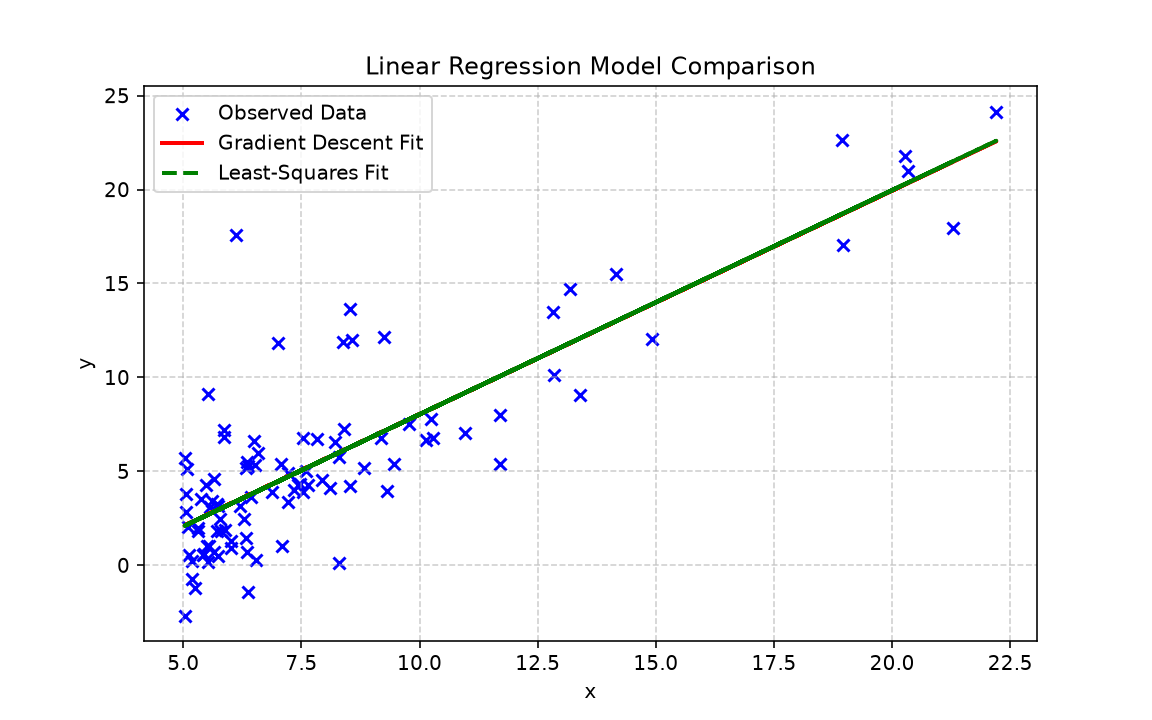 Linear Regression Model Comparison
25
20
15
10
5
0
y
Observed Data
Gradient Descent Fit
Least-Squares Fit
5.0 7.5 10.0 12.5 15.0 17.5 20.0 22.5
x